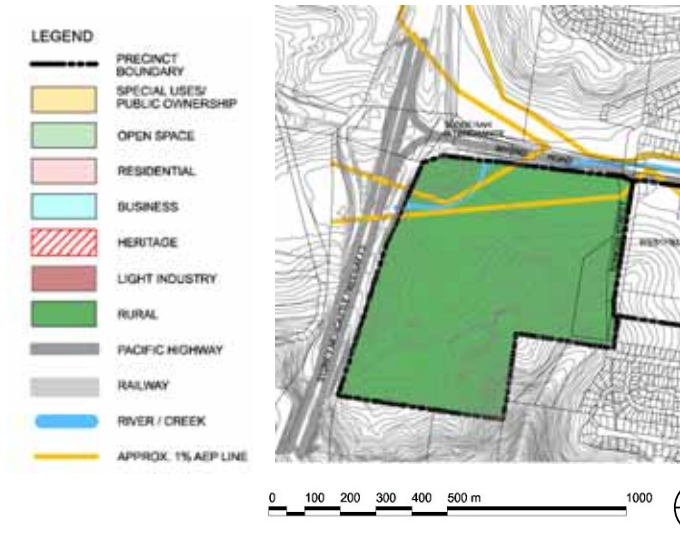 LEGEND
PRECINCT
BOUNDARY
SPECIAL USES/
PUBLIC OWNERSHIP
OPEN SPACE
RESIDENTIAL
BUSINESS
HERITAGE
LIGHT INDUSTRY
RURAL
PACIFIC HIGHWAY
RAILWAY
RIVER / CREEK
APPROX. 1% AEP LINE
ROAD
0 100 200 300 400 500 m 1000